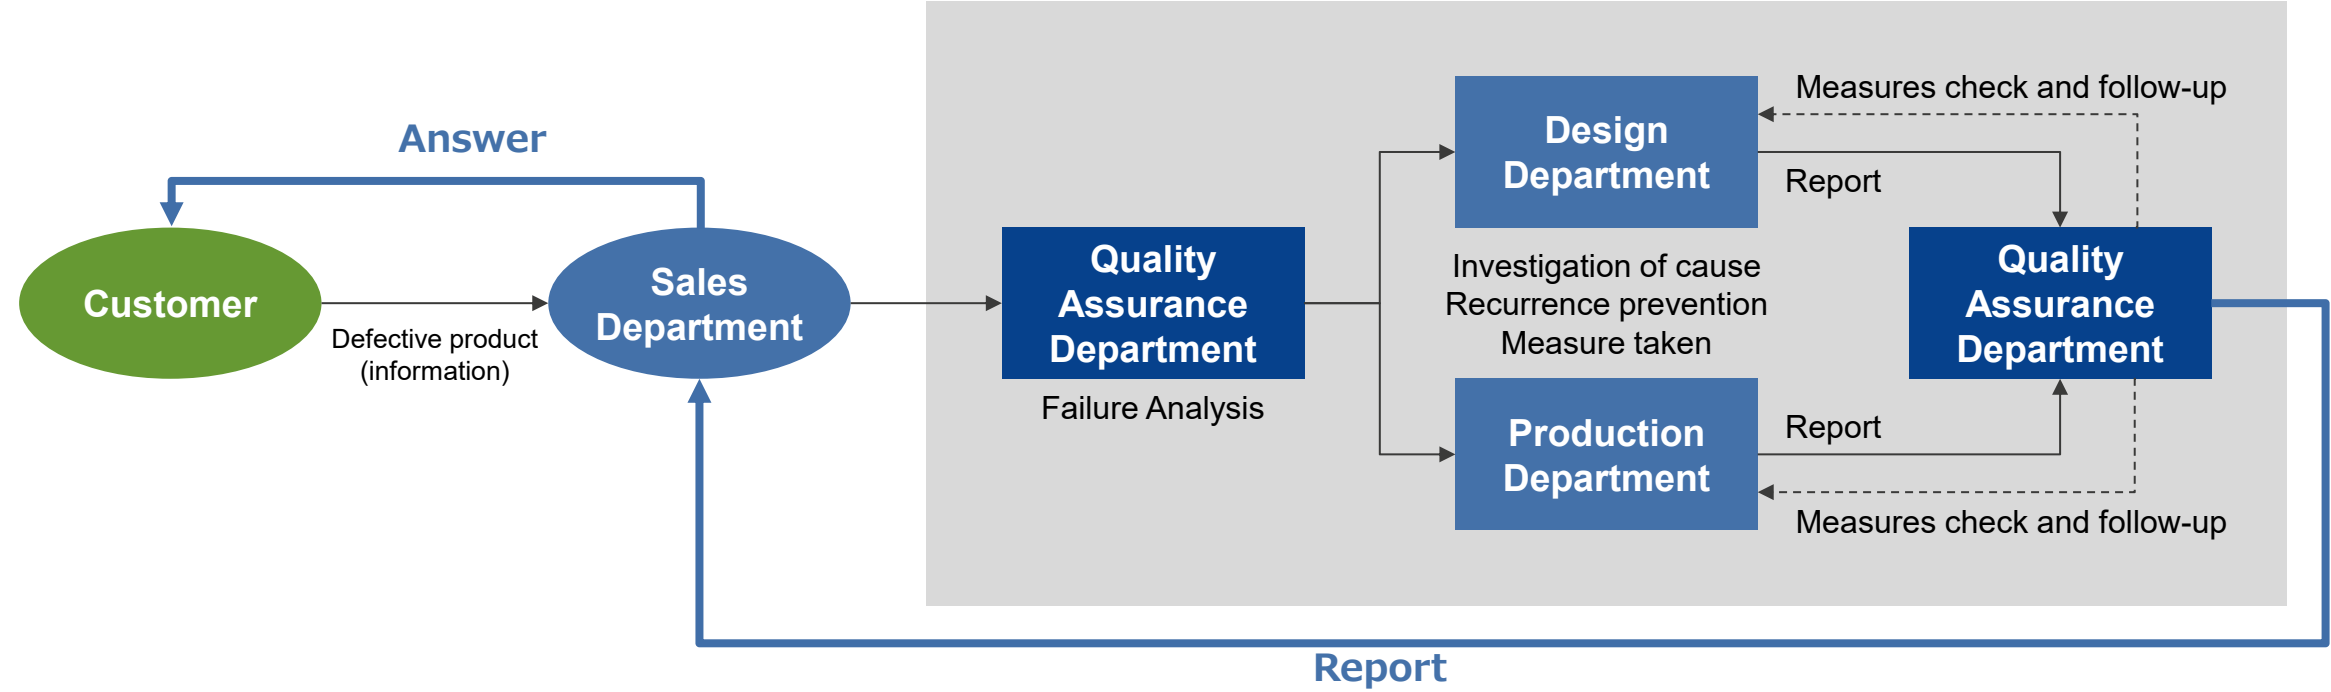 Answer
Customer
Defective product
(information)
Sales
Department
Quality
Assurance
Department
Failure Analysis
Design
Department
Investigation of cause
Recurrence prevention
Measure taken
Production
Department
Measures check and follow-up
Report
Quality
Assurance
Department
Report
Measures check and follow-up
Report